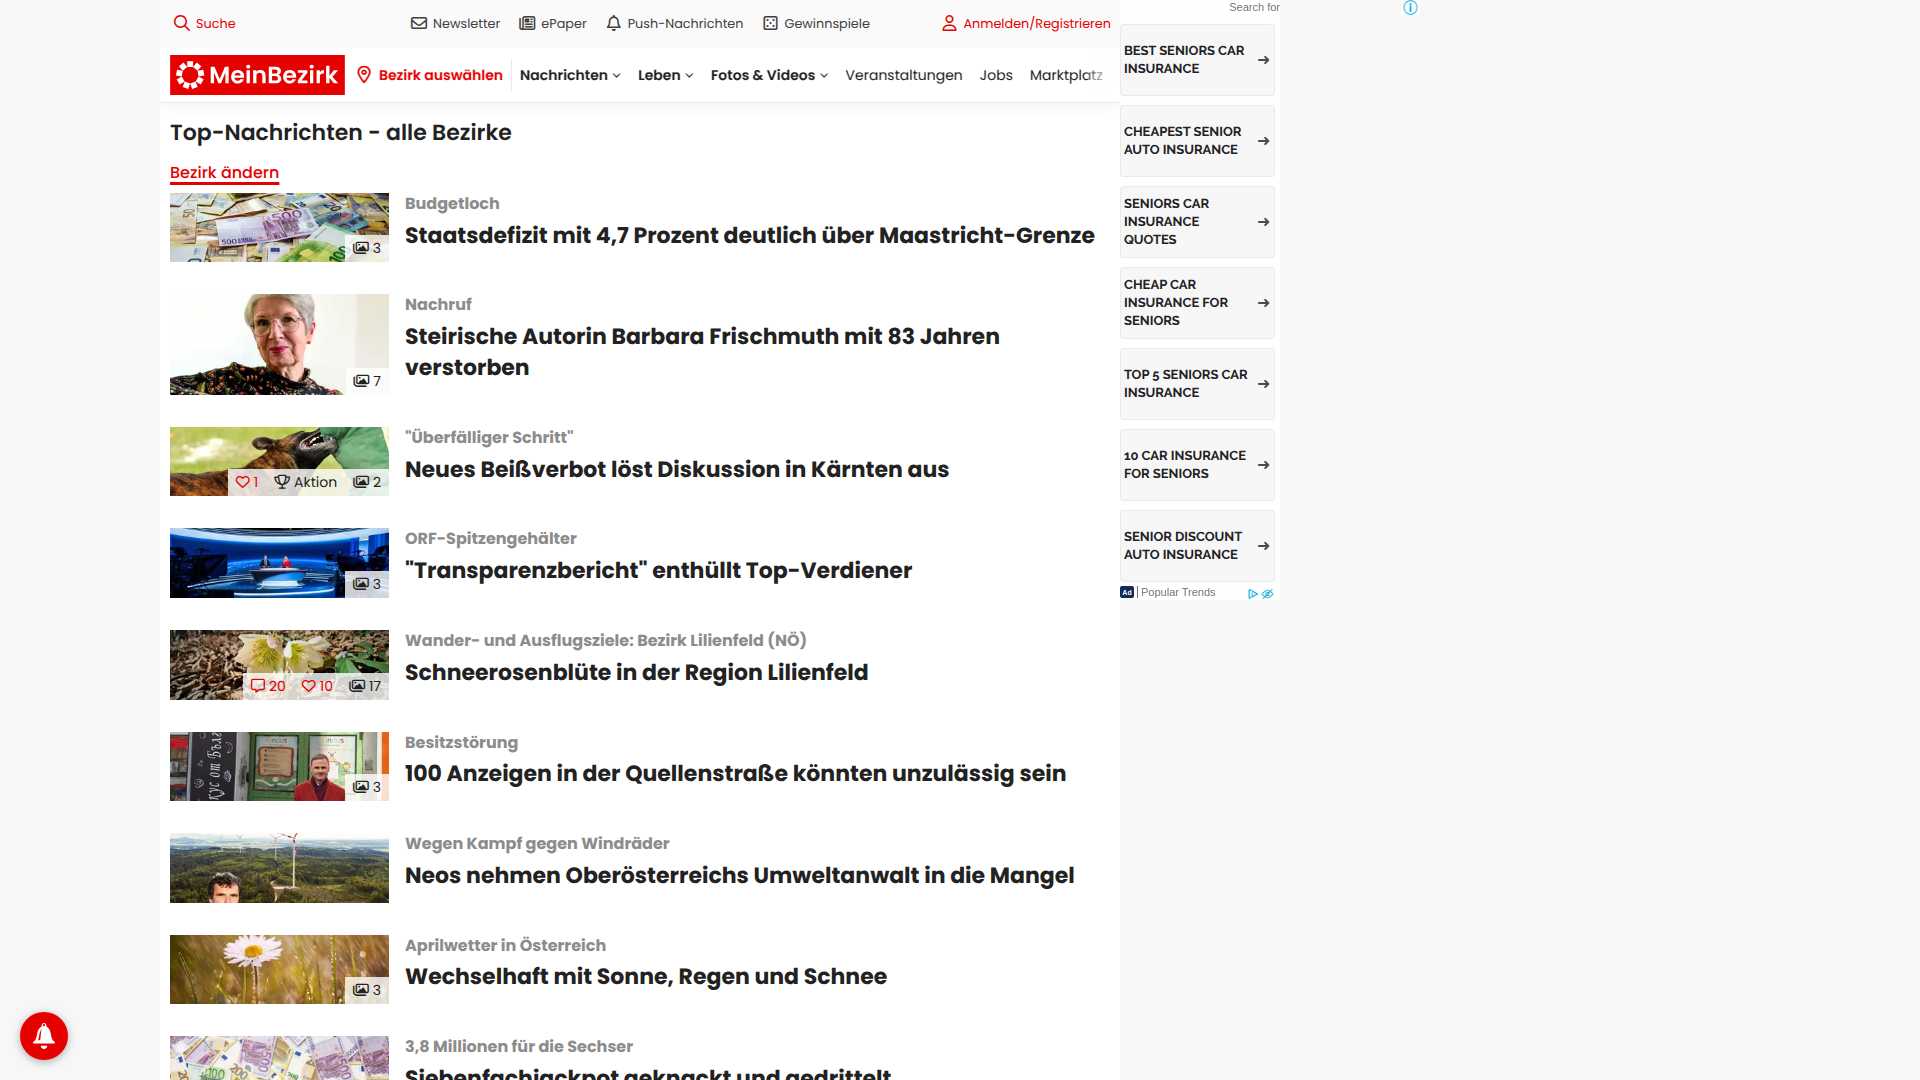 Suche
Newsletter
ePaper
Push-Nachrichten
Gewinnspiele
Anmelden/Registrieren
MeinBezirk
Bezirk auswählen
Nachrichten
Leben
Fotos & Videos
Veranstaltungen
Jobs
Marktplatz
Top-Nachrichten - alle Bezirke
Bezirk ändern
3
Budgetloch
Staatsdefizit mit 4,7 Prozent deutlich über Maastricht-Grenze
7
Nachruf
Steirische Autorin Barbara Frischmuth mit 83 Jahren
verstorben
1 Aktion 2
"Überfälliger Schritt"
Neues Beißverbot löst Diskussion in Kärnten aus
3
ORF-Spitzengehälter
"Transparenzbericht" enthüllt Top-Verdiener
20 10 17
Wander- und Ausflugsziele: Bezirk Lilienfeld (NÖ)
Schneerosenblüte in der Region Lilienfeld
3
Besitzstörung
100 Anzeigen in der Quellenstraße könnten unzulässig sein
Wegen Kampf gegen Windräder
Neos nehmen Oberösterreichs Umweltanwalt in die Mangel
3
Aprilwetter in Österreich
Wechselhaft mit Sonne, Regen und Schnee
3,8 Millionen für die Sechser
Siebenfachjackpot geknackt und gedrittelt
Search for
BEST SENIORS CAR
INSURANCE
CHEAPEST SENIOR
AUTO INSURANCE
SENIORS CAR
INSURANCE
QUOTES
CHEAP CAR
INSURANCE FOR
SENIORS
TOP 5 SENIORS CAR
INSURANCE
10 CAR INSURANCE
FOR SENIORS
SENIOR DISCOUNT
AUTO INSURANCE
Ad | Popular Trends